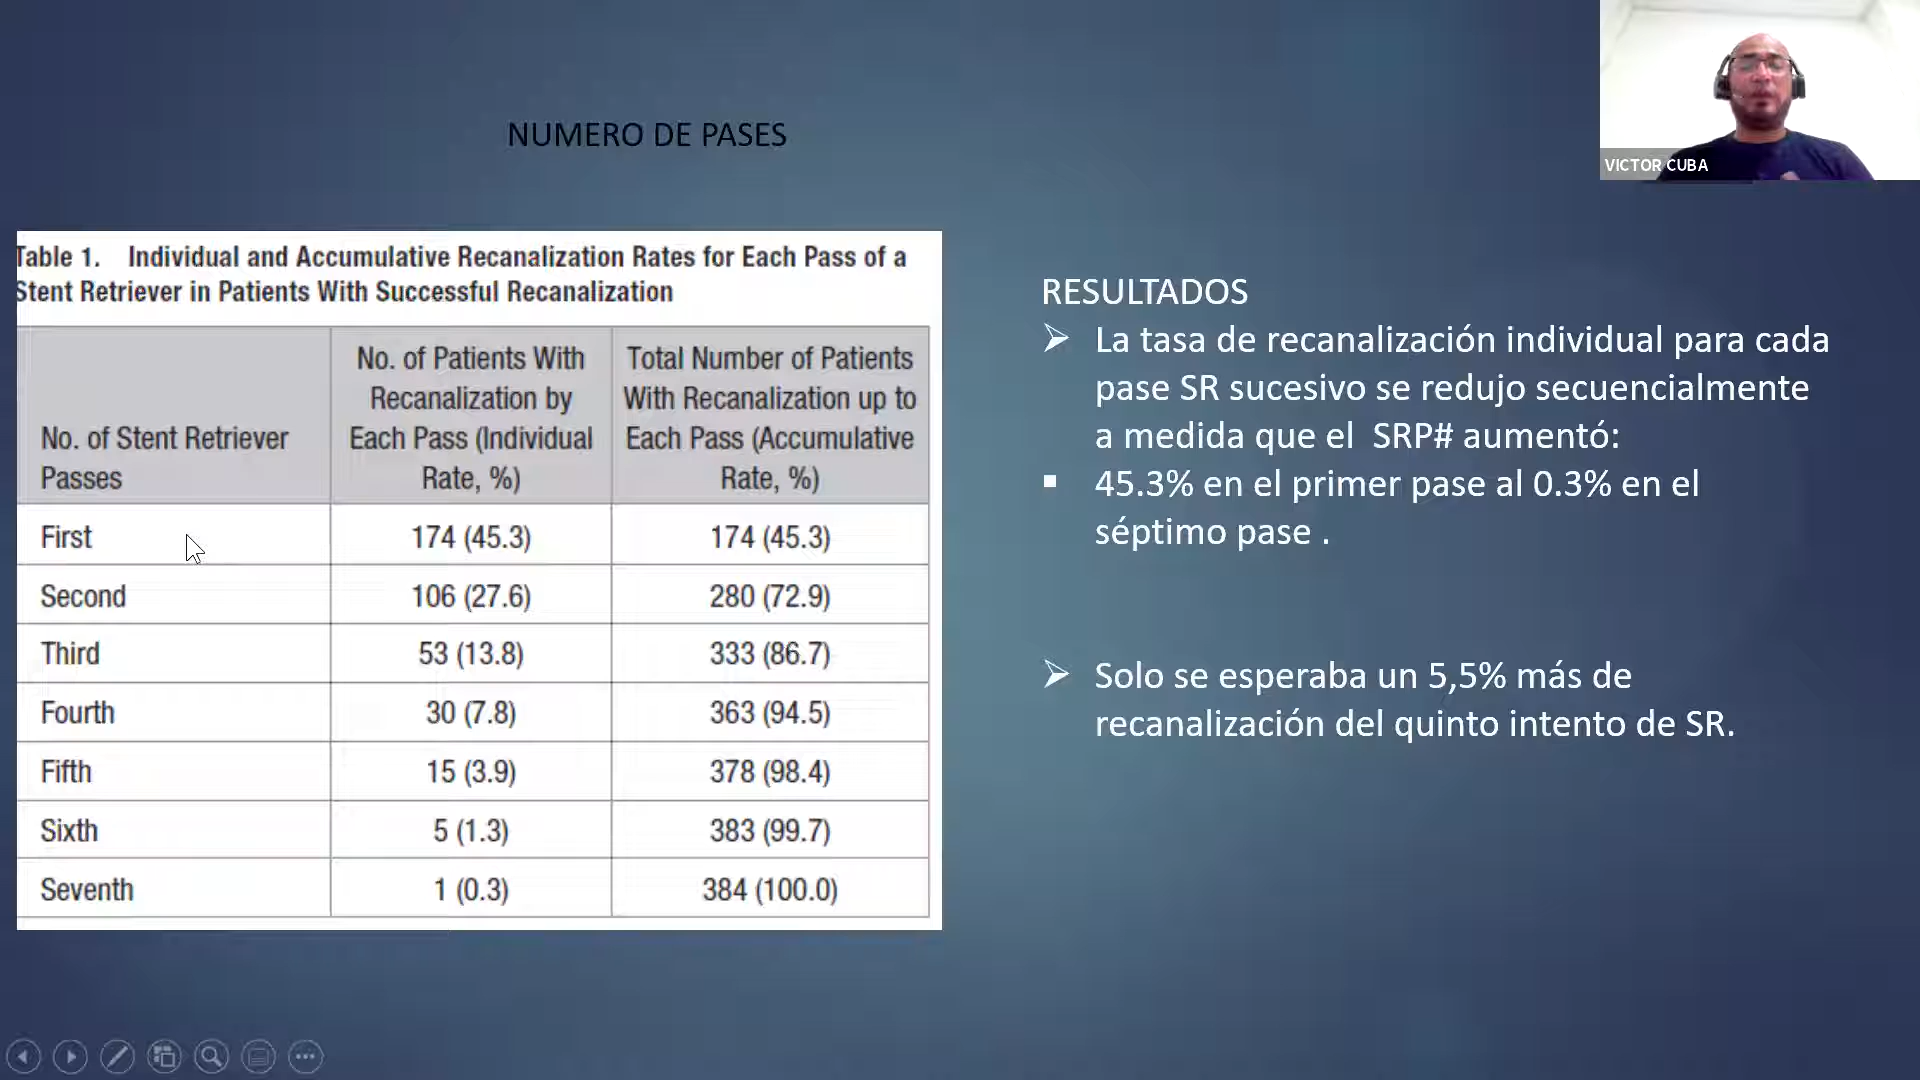 VICTOR CUBA
NUMERO DE PASES
Table 1. Individual and Accumulative Recanalization Rates for Each Pass of a
Stent Retriever in Patients With Successful Recanalization
No. of Stent Retriever
Passes
No. of Patients With
Recanalization by
Each Pass (Individual
Rate, %)
Total Number of Patients
With Recanalization up to
Each Pass (Accumulative
Rate, %)
First 174 (45.3) 174 (45.3)
Second 106 (27.6) 280 (72.9)
Third 53 (13.8) 333 (86.7)
Fourth 30 (7.8) 363 (94.5)
Fifth 15 (3.9) 378 (98.4)
Sixth 5 (1.3) 383 (99.7)
Seventh 1 (0.3) 384 (100.0)
RESULTADOS
La tasa de recanalización individual para cada
pase SR sucesivo se redujo secuencialmente
a medida que el SRP# aumentó:
45.3% en el primer pase al 0.3% en el
séptimo pase .
Solo se esperaba un 5,5% más de
recanalización del quinto intento de SR.